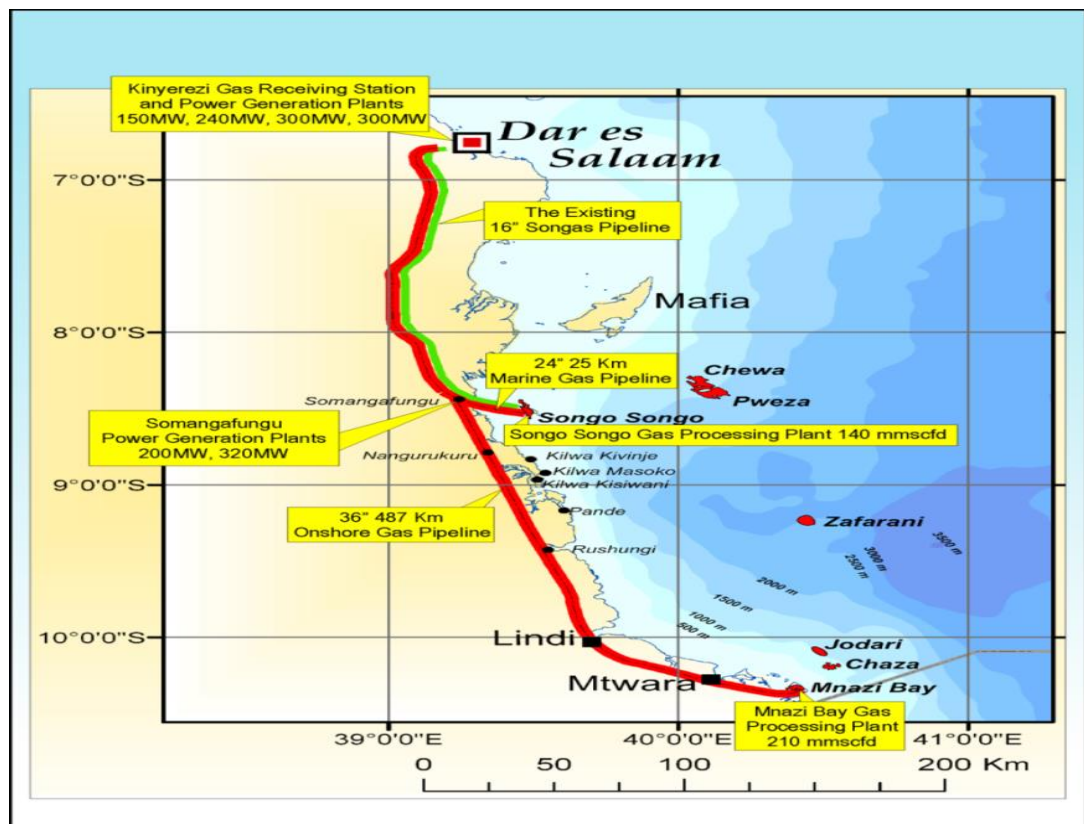 Kinyerezi Gas Receiving Station
and Power Generation Plants
150MW, 240MW, 300MW, 300MW
Dar es
Salaam
7°0'0"S
The Existing
16" Songas Pipeline
Mafia
8°0'0"S
24" 25 Km
Marine Gas Pipeline
Chewa
Pweza
Somangafungu
Songo Songo
Somangafungu
Power Generation Plants
200MW, 320MW
Songo Songo Gas Processing Plant 140 mmscfd
Nangurukuru
Kilwa Kivinje
Kilwa Masoko
Kilwa Kisiwani
9°0'0"S
Pande
36" 487 Km
Onshore Gas Pipeline
Zafarani
Rushungi
3500 m
3000 m
2500 m
2000 m
1500 m
1000 m
500 m
10°0'0"S
Lindi
Jodari
Chaza
Mtwara
Mnazi Bay
Mnazi Bay Gas
Processing Plant
210 mmscfd
39°0'0"E
40°0'0"E
41°0'0"E
0 50 100 200 Km